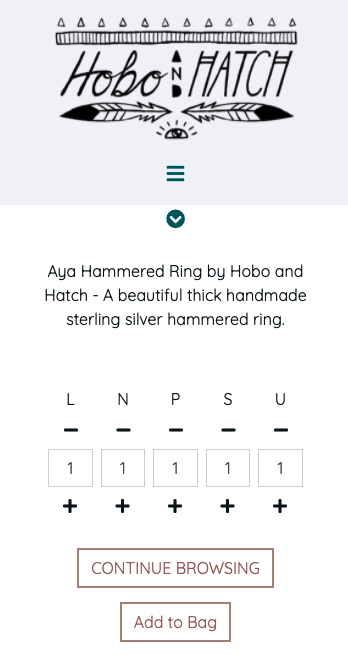 Hobo AND HATCH
Aya Hammered Ring by Hobo and
Hatch - A beautiful thick handmade
sterling silver hammered ring.
L N P S U
1 1 1 1 1
CONTINUE BROWSING
Add to Bag